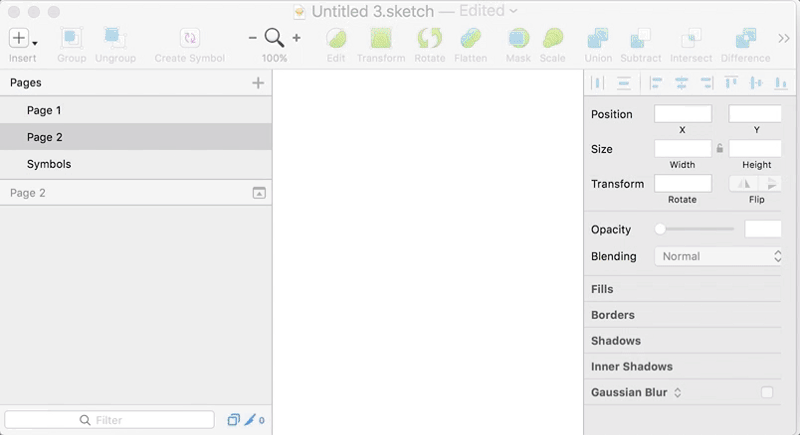 Untitled 3.sketch — Edited
Insert Group Ungroup Create Symbol 100% Edit Transform Rotate Flatten Mask Scale Union Subtract Intersect Difference
Pages
Page 1
Page 2
Symbols
Page 2
Filter
0
Position
X Y
Size
Width Height
Transform
Rotate Flip
Opacity
Blending Normal
Fills
Borders
Shadows
Inner Shadows
Gaussian Blur